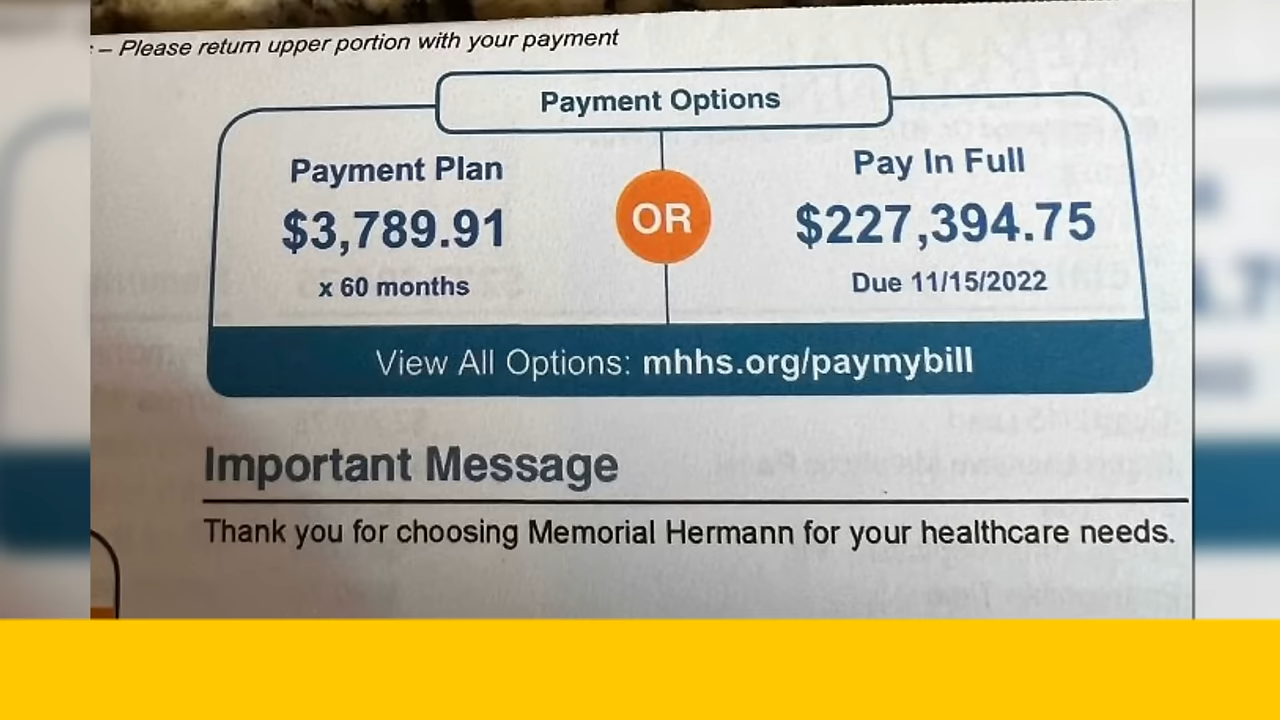 – Please return upper portion with your payment
Payment Options
Payment Plan
$3,789.91
x 60 months
OR
Pay In Full
$227,394.75
Due 11/15/2022
View All Options: mhhs.org/paymybill
Important Message
Thank you for choosing Memorial Hermann for your healthcare needs.